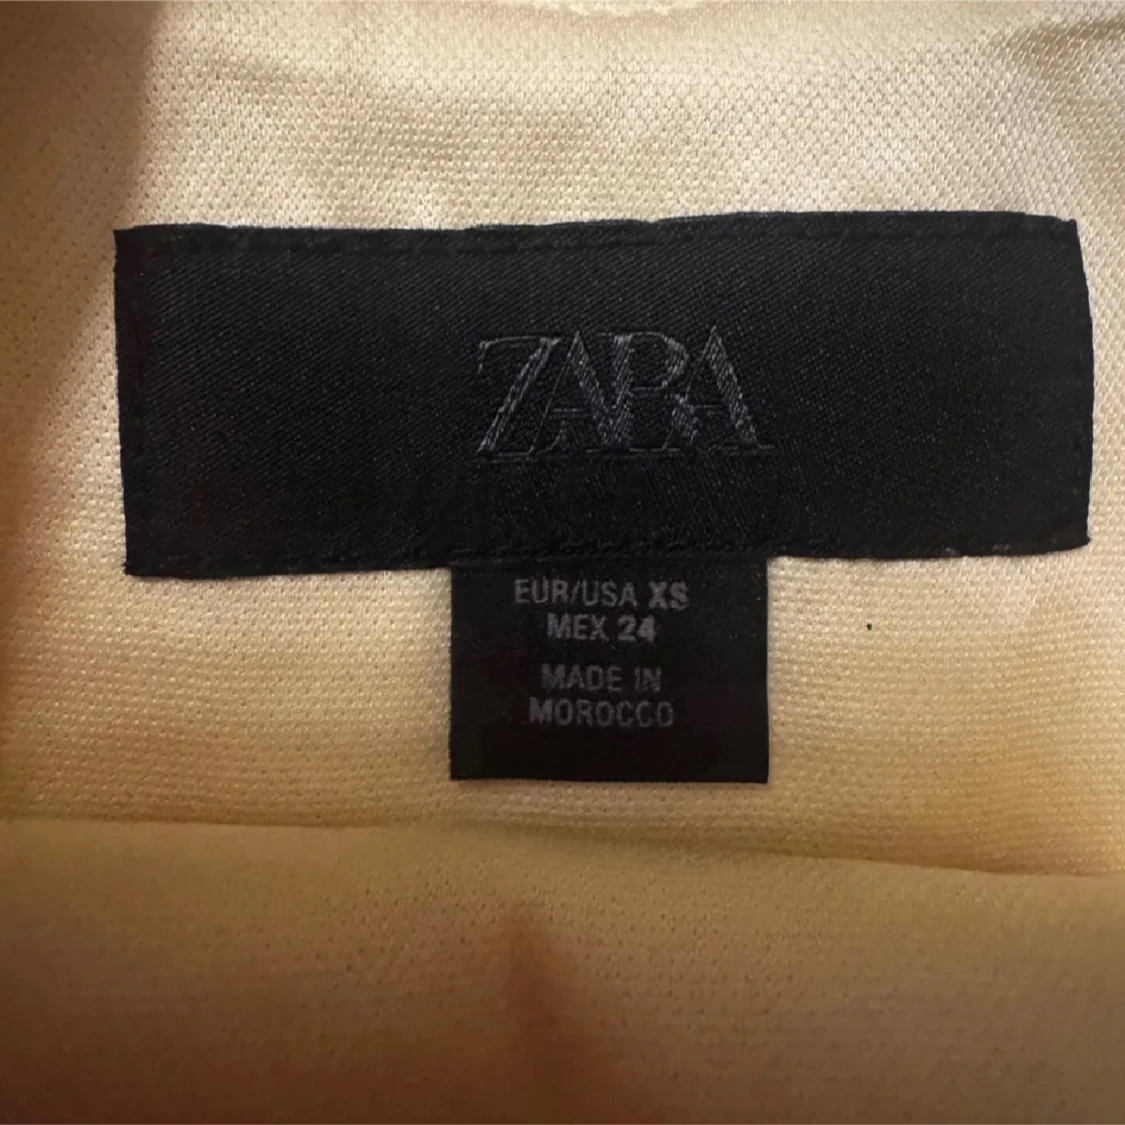 ZARA
EUR/USA XS
MEX 24
MADE IN
MOROCCO